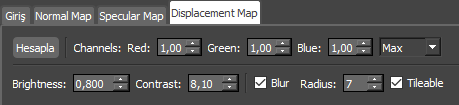 Giriş Normal Map Specular Map Displacement Map
Hesapla Channels: Red: 1,00 Green: 1,00 Blue: 1,00 Max
Brightness: 0,800 Contrast: 8,10 Blur Radius: 7 Tileable